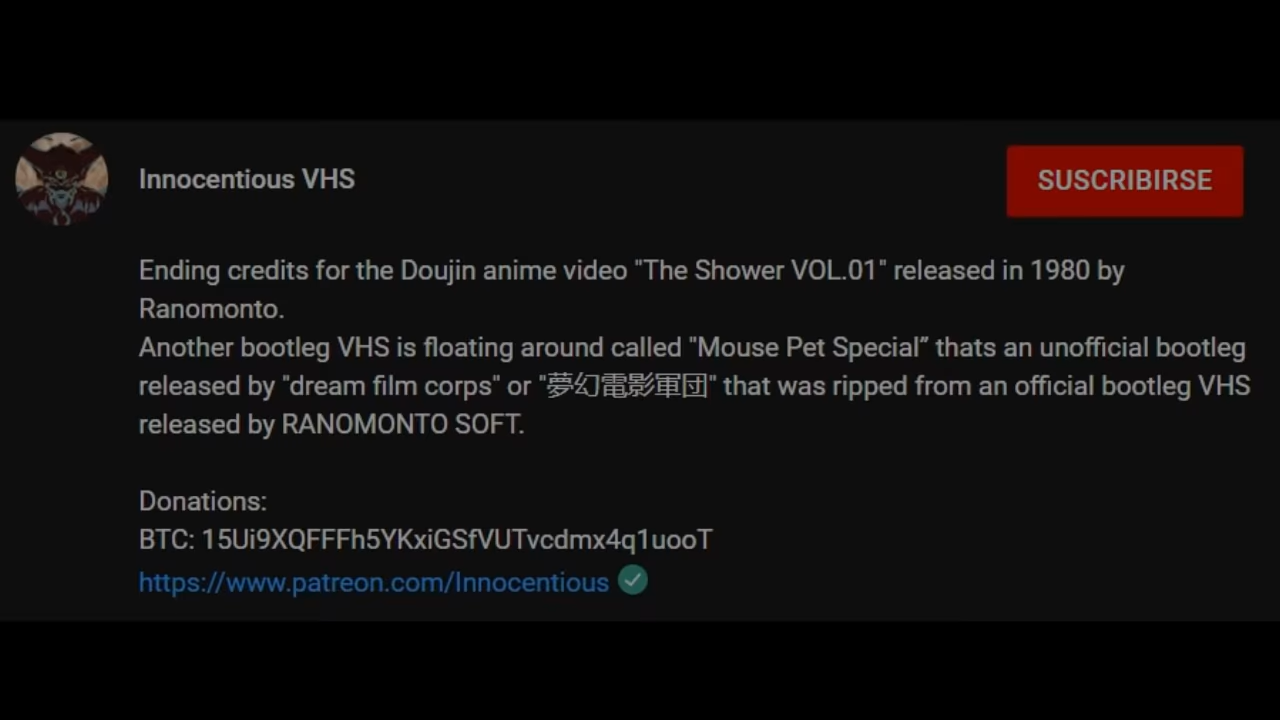 Innocentious VHS
SUSCRIBIRSE
Ending credits for the Doujin anime video "The Shower VOL.01" released in 1980 by
Ranomonto.
Another bootleg VHS is floating around called "Mouse Pet Special” thats an unofficial bootleg
released by "dream film corps" or "夢幻電影軍団" that was ripped from an official bootleg VHS
released by RANOMONTO SOFT.
Donations:
BTC: 15Ui9XQFFFh5YKxiGSfVUTvcdmx4q1uooT
https://www.patreon.com/Innocentious